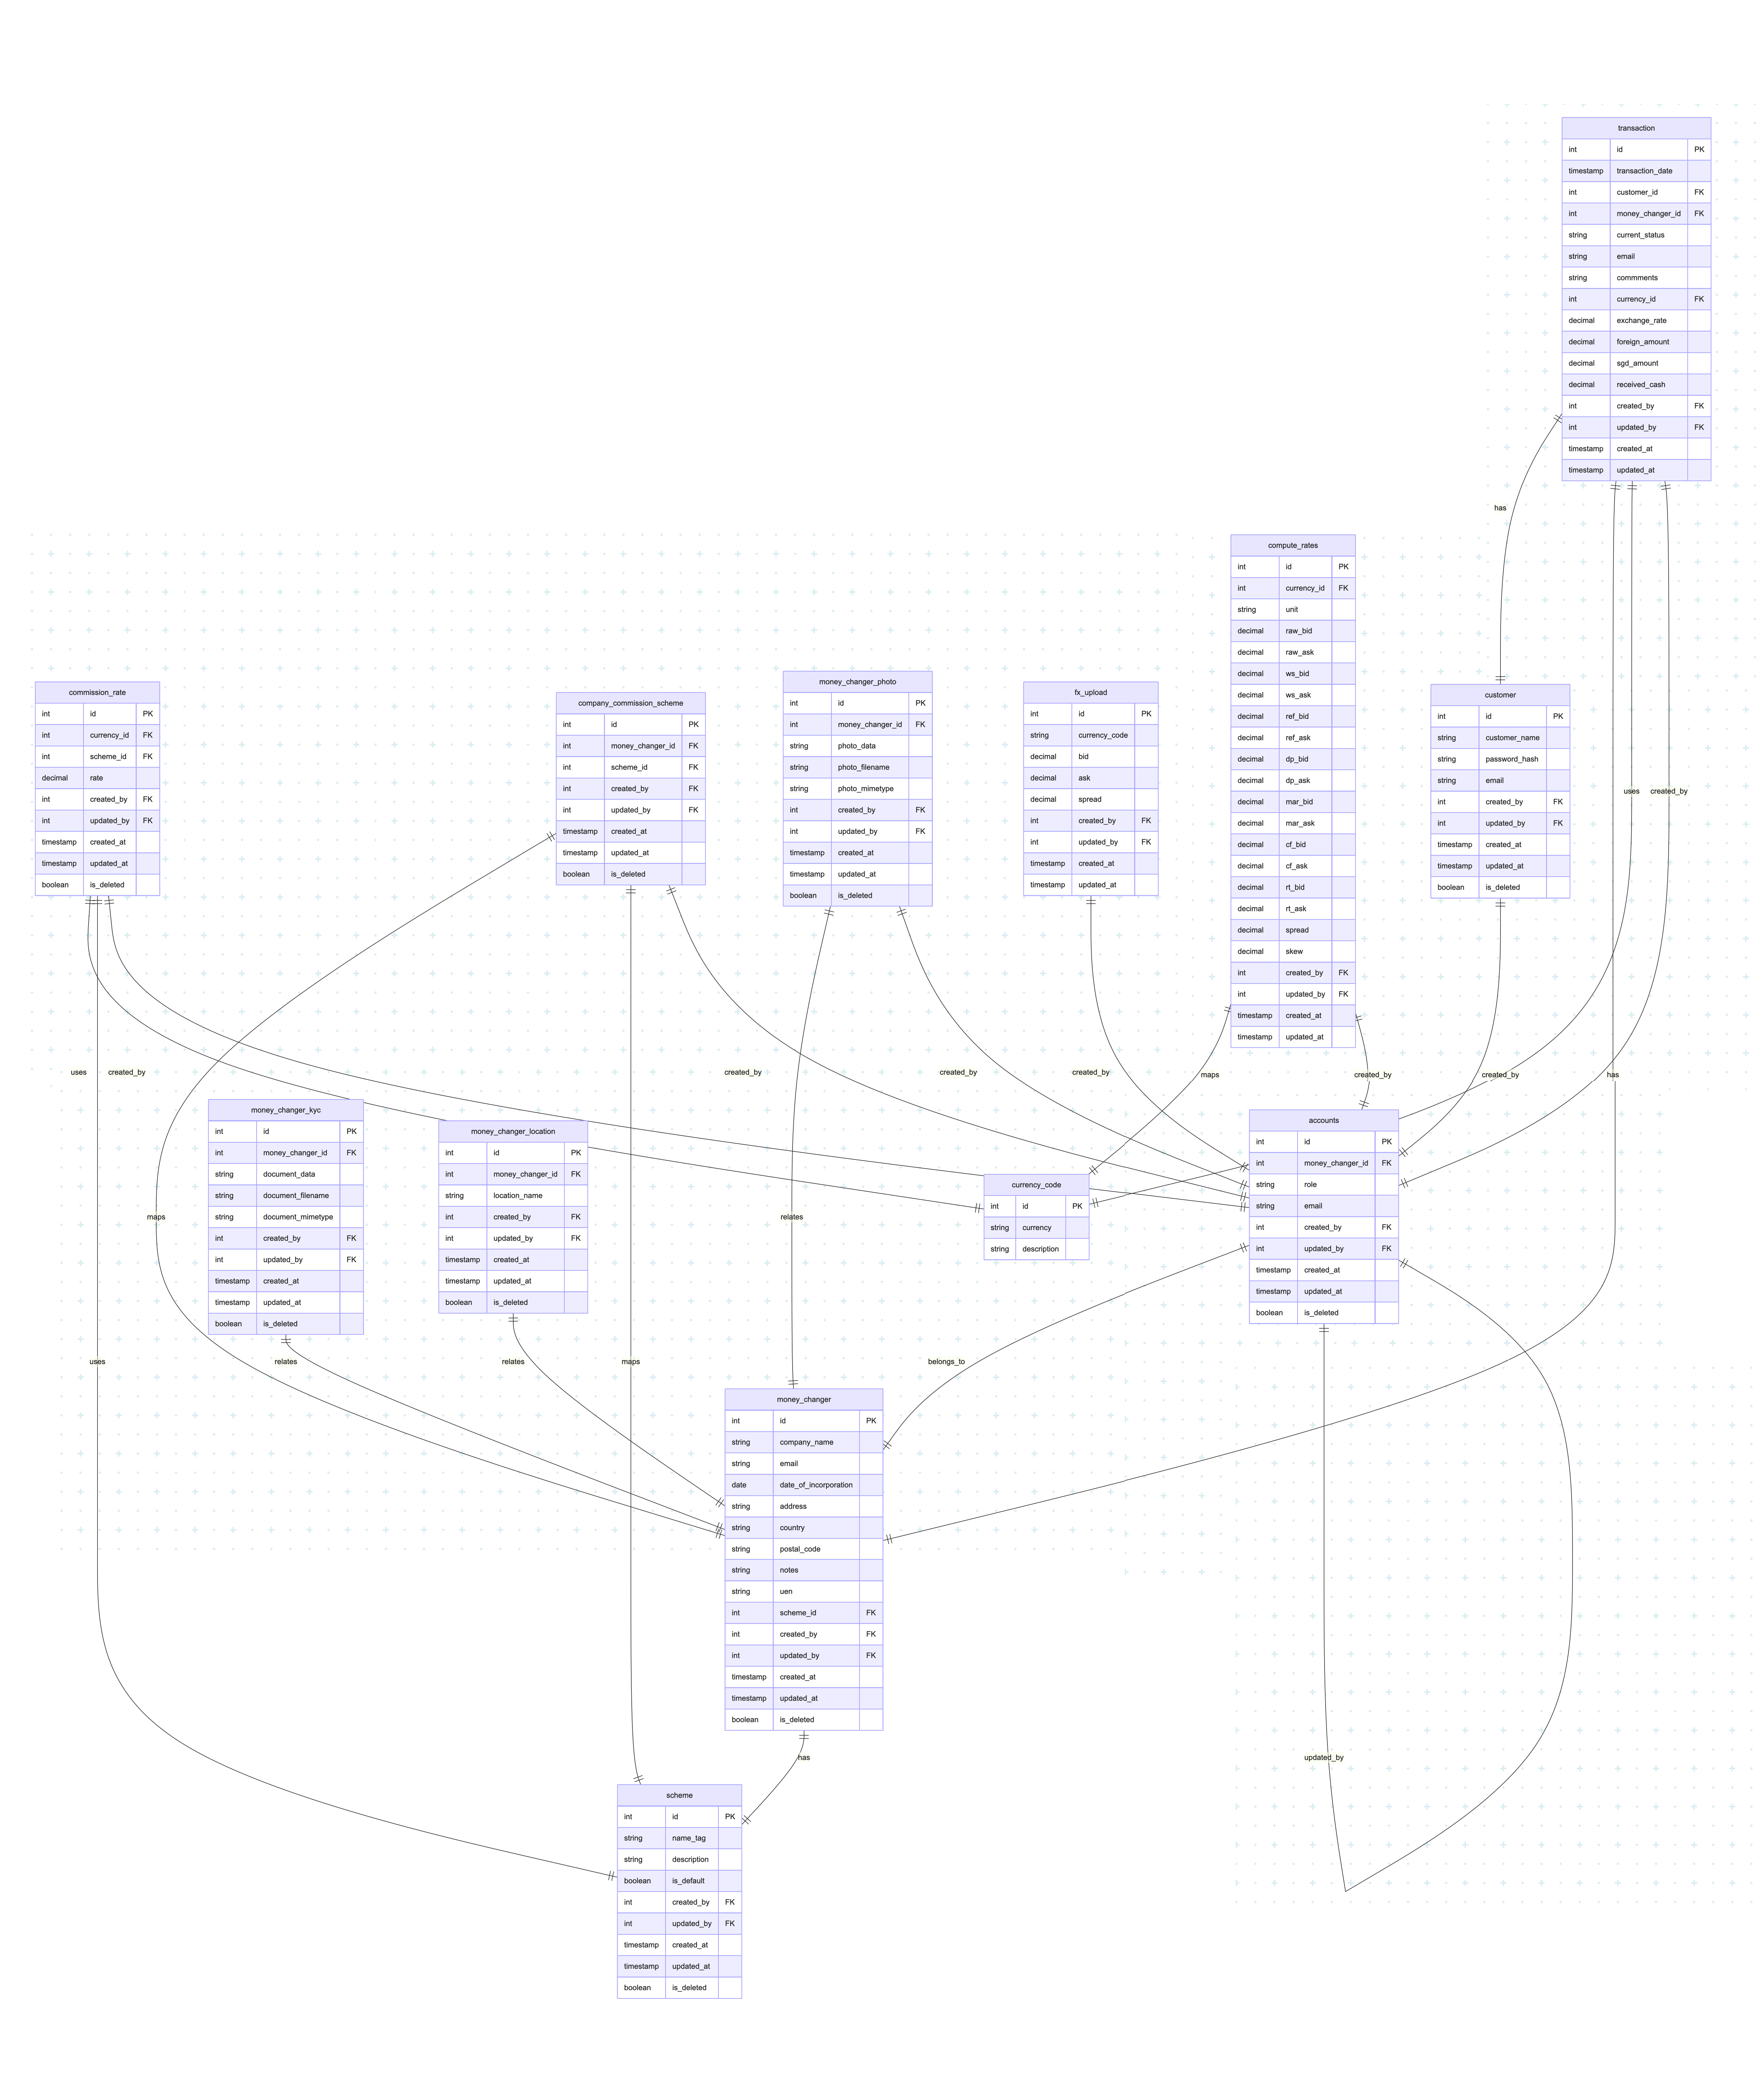 transaction
int id PK
timestamp transaction_date
int customer_id FK
int money_changer_id FK
string current_status
string email
string commments
int currency_id FK
decimal exchange_rate
decimal foreign_amount
decimal sgd_amount
decimal received_cash
int created_by FK
int updated_by FK
timestamp created_at
timestamp updated_at
has
compute_rates
int id PK
int currency_id FK
string unit
decimal raw_bid
decimal raw_ask
decimal ws_bid
decimal ws_ask
decimal ref_bid
decimal ref_ask
decimal dp_bid
decimal dp_ask
decimal mar_bid
decimal mar_ask
decimal cf_bid
decimal cf_ask
decimal rt_bid
decimal rt_ask
decimal spread
decimal skew
int created_by FK
int updated_by FK
timestamp created_at
timestamp updated_at
commission_rate
int id PK
int currency_id FK
int scheme_id FK
decimal rate
int created_by FK
int updated_by FK
timestamp created_at
timestamp updated_at
boolean is_deleted
company_commission_scheme
int id PK
int money_changer_id FK
int scheme_id FK
int created_by FK
int updated_by FK
timestamp created_at
timestamp updated_at
boolean is_deleted
money_changer_photo
int id PK
int money_changer_id FK
string photo_data
string photo_filename
string photo_mimetype
int created_by FK
int updated_by FK
timestamp created_at
timestamp updated_at
boolean is_deleted
fx_upload
int id PK
string currency_code
decimal bid
decimal ask
decimal spread
int created_by FK
int updated_by FK
timestamp created_at
timestamp updated_at
customer
int id PK
string customer_name
string password_hash
string email
int created_by FK
int updated_by FK
timestamp created_at
timestamp updated_at
boolean is_deleted
uses
created_by
uses
created_by
created_by
created_by
created_by
maps
created_by
created_by
has
money_changer_kyc
int id PK
int money_changer_id FK
string document_data
string document_filename
string document_mimetype
int created_by FK
int updated_by FK
timestamp created_at
timestamp updated_at
boolean is_deleted
money_changer_location
int id PK
int money_changer_id FK
string location_name
int created_by FK
int updated_by FK
timestamp created_at
timestamp updated_at
boolean is_deleted
currency_code
int id PK
string currency
string description
accounts
int id PK
int money_changer_id FK
string role
string email
int created_by FK
int updated_by FK
timestamp created_at
timestamp updated_at
boolean is_deleted
maps
relates
uses
relates
relates
maps
belongs_to
money_changer
int id PK
string company_name
string email
date date_of_incorporation
string address
string country
string postal_code
string notes
string uen
int scheme_id FK
int created_by FK
int updated_by FK
timestamp created_at
timestamp updated_at
boolean is_deleted
has
updated_by
scheme
int id PK
string name_tag
string description
boolean is_default
int created_by FK
int updated_by FK
timestamp created_at
timestamp updated_at
boolean is_deleted